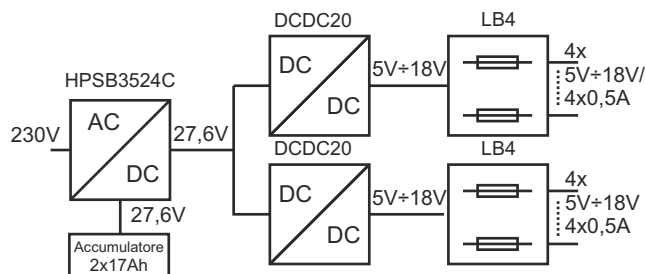 DCDC20
LB4
HPSB3524C
DC
DC
5V÷18V
4x
5V÷18V/
4x0,5A
230V
AC
DC
27,6V
27,6V
Accumulatore
2x17Ah
DCDC20
LB4
DC
DC
5V÷18V
4x
5V÷18V
4x0,5A